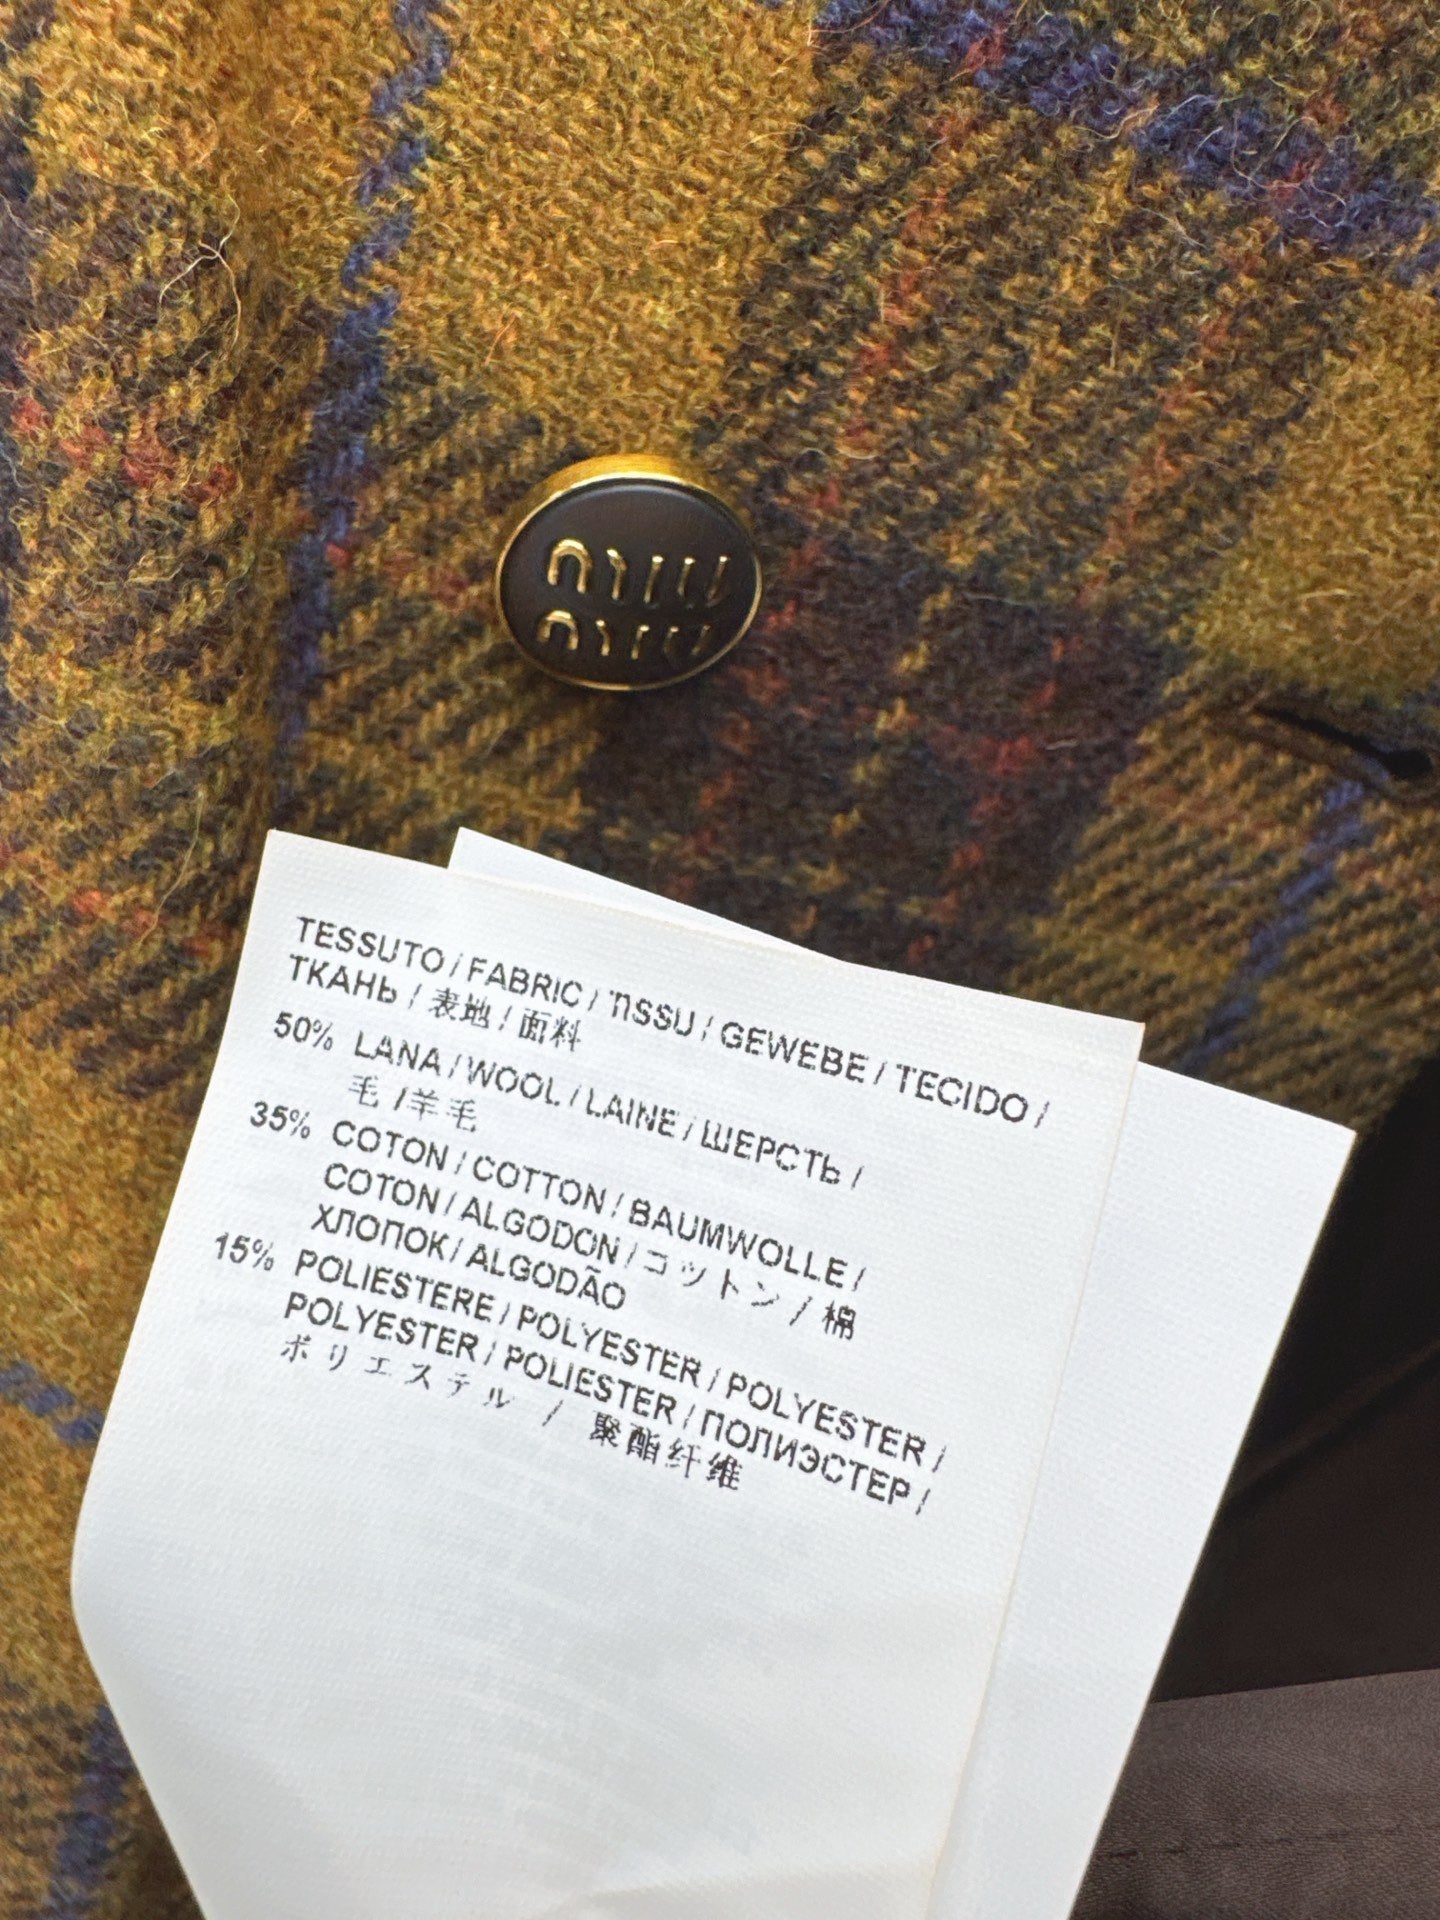 miu
miu
TESSUTO / FABRIC / TISSU / GEWEBE / TECIDO /
ТКАНЬ / 表地 / 面料
50% LANA / WOOL / LAINE / ШЕРСТЬ /
毛 / 羊毛
35% COTON / COTTON / BAUMWOLLE /
COTON / ALGODON / コットン / 棉
ХЛОПОК / ALGODÃO
15% POLIESTERE / POLYESTER / POLYESTER /
POLYESTER / POLIESTER / ПОЛИЭСТЕР /
ポリエステル / 聚酯纤维